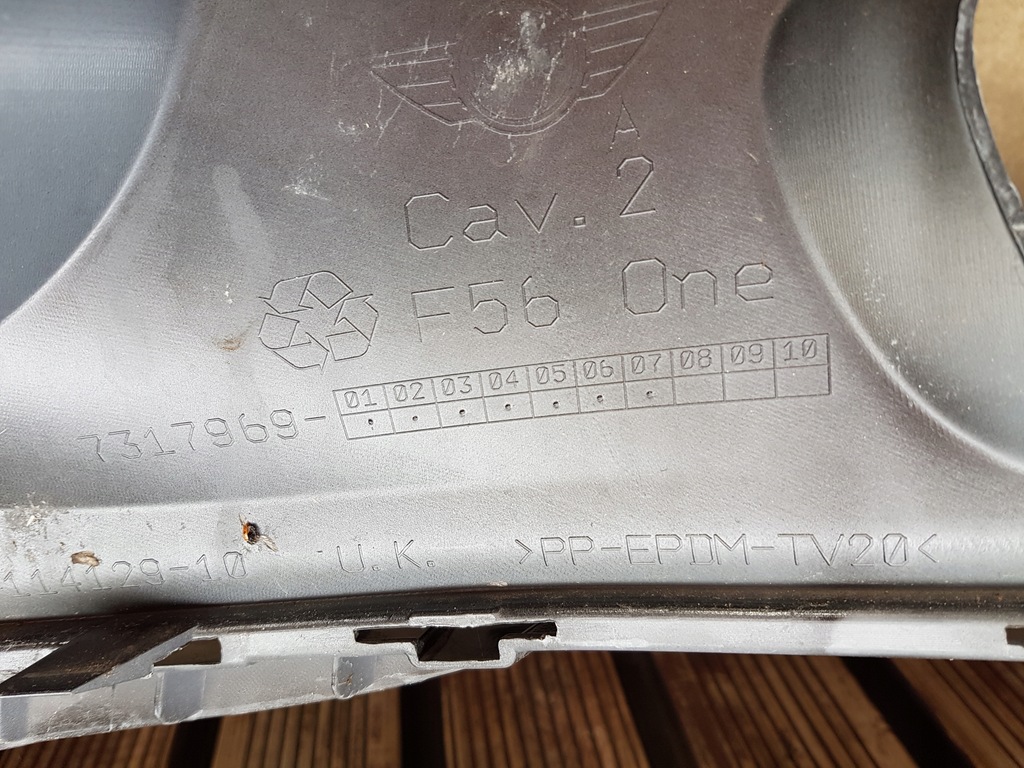 A
Cav. 2
F56 One
01 02 03 04 05 06 07 08 09 10
7317969-
114129-10 U.K. >PP-EPDM-TV20<